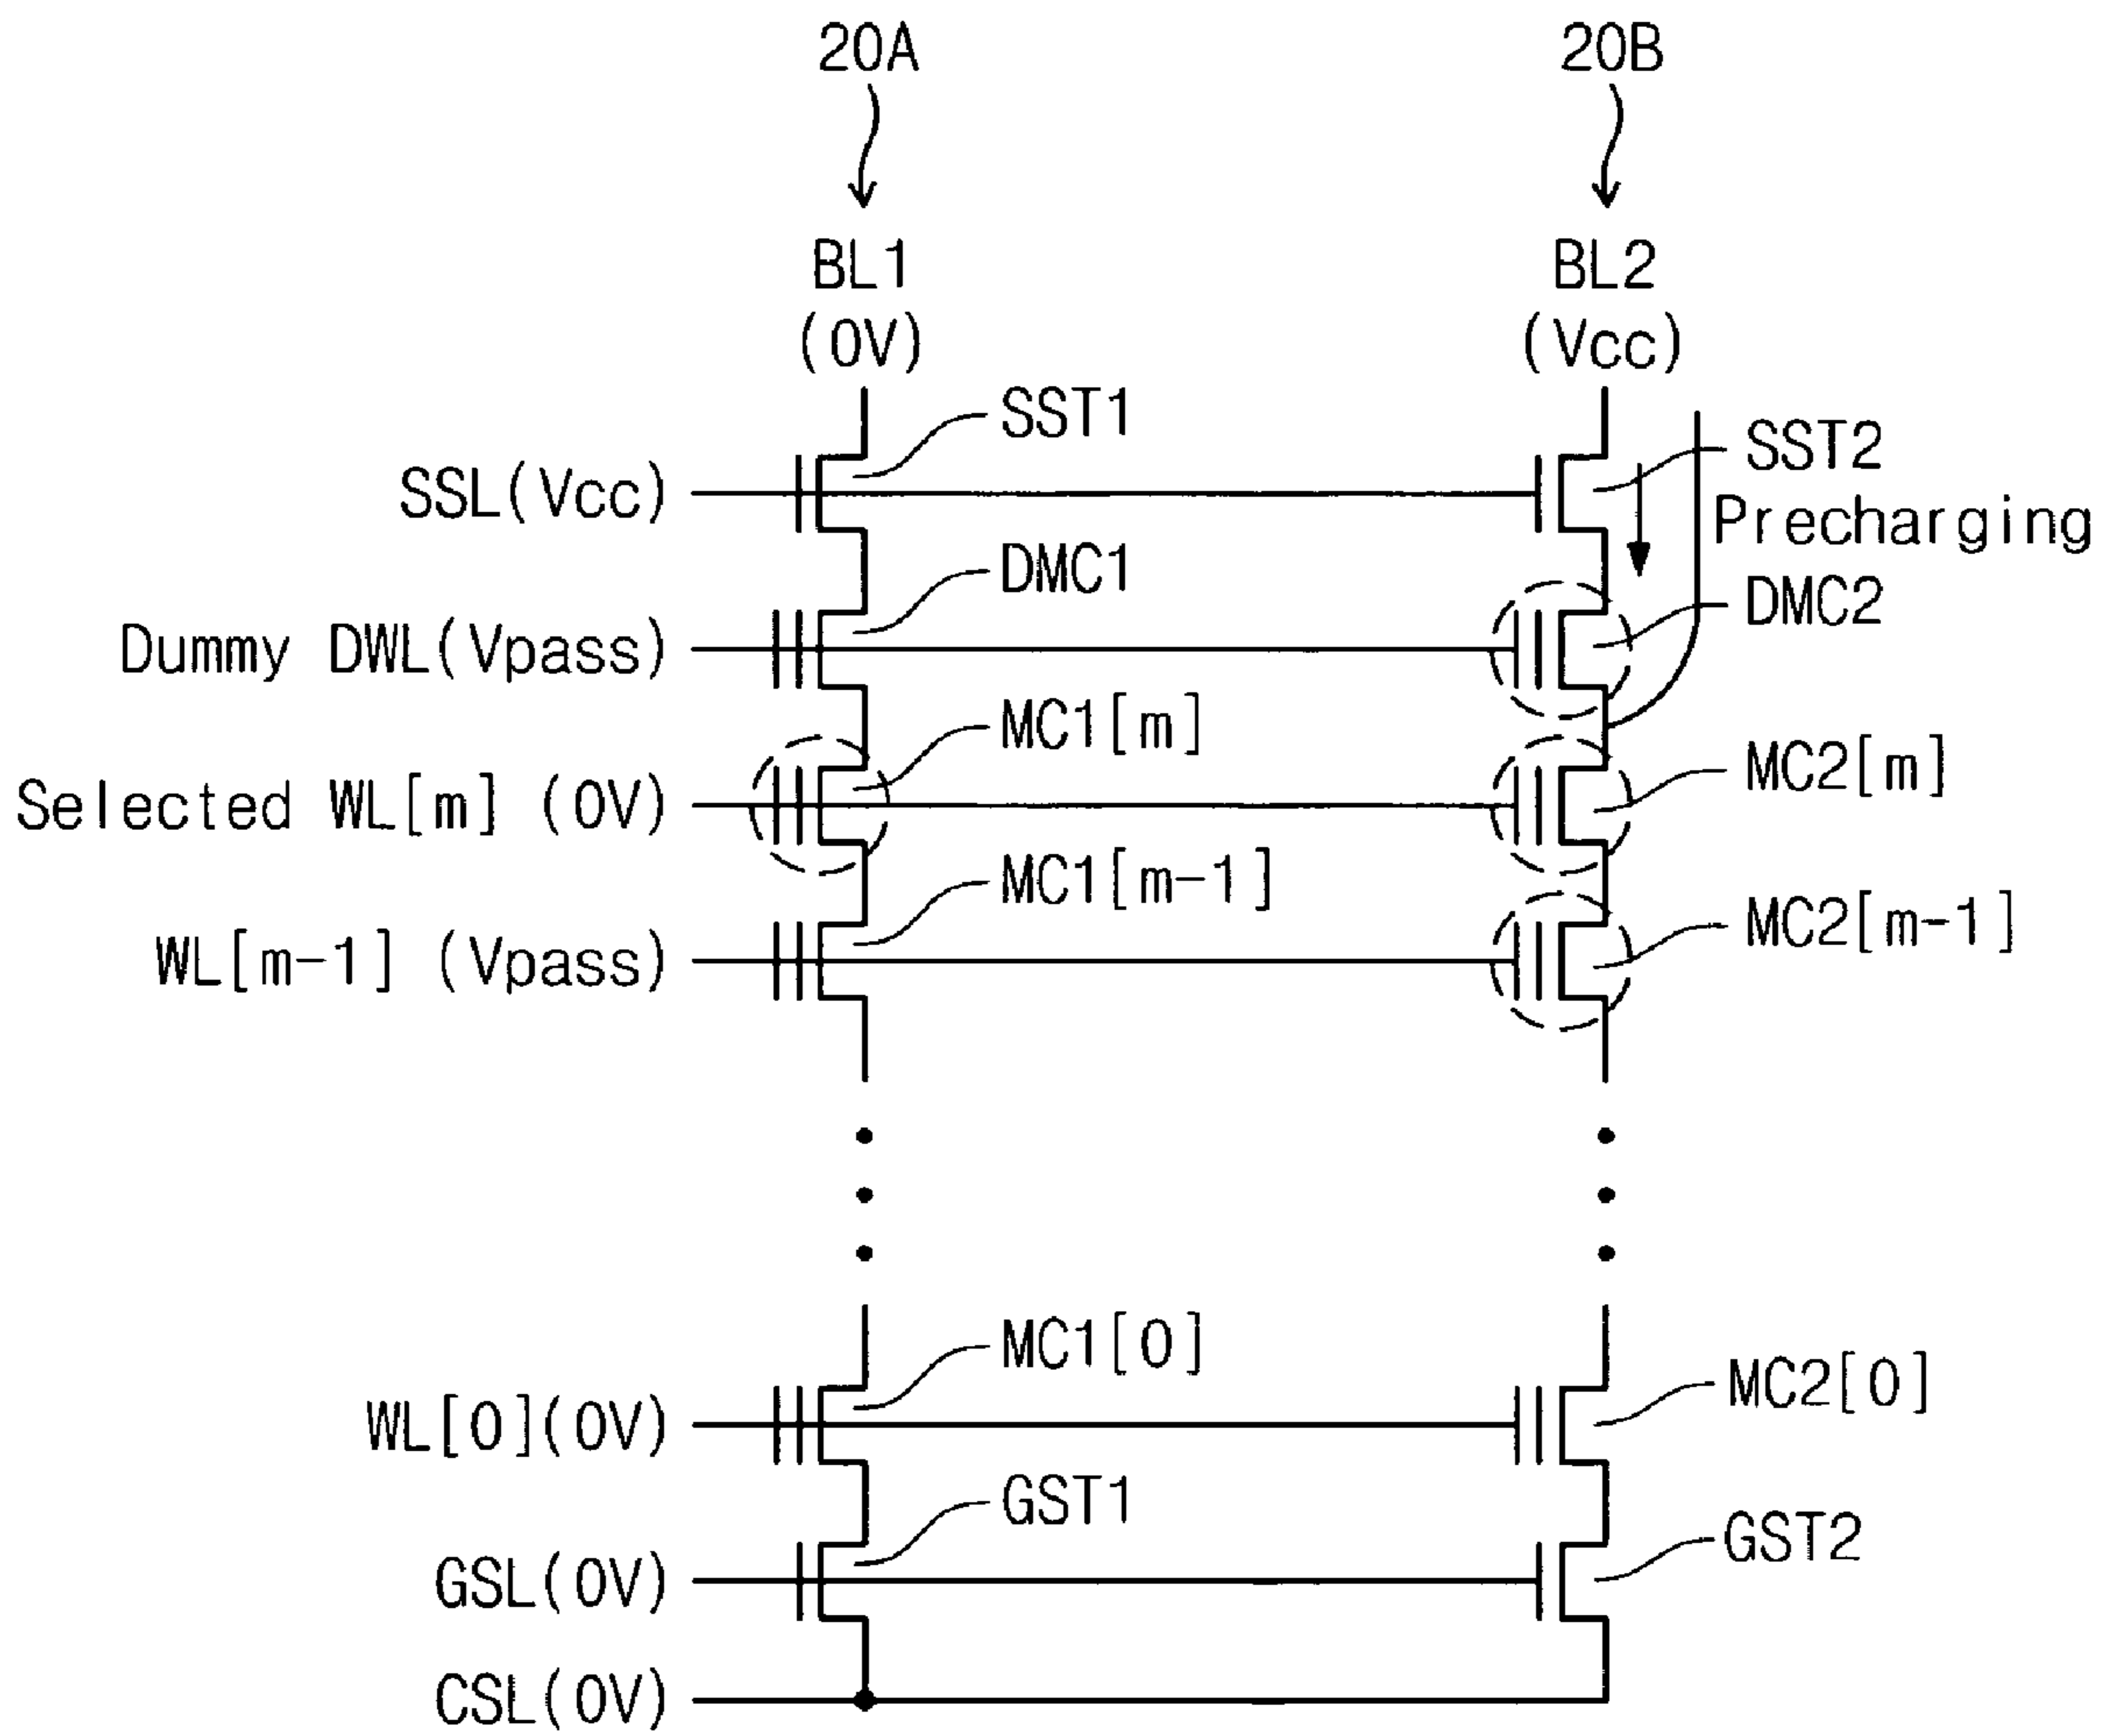 20A
20B
BL1
(0V)
BL2
(Vcc)
SST1
SST2
SSL(Vcc)
Precharging
DMC1
DMC2
Dummy DWL(Vpass)
MC1[m]
MC2[m]
Selected WL[m] (0V)
MC1[m-1]
MC2[m-1]
WL[m-1] (Vpass)
MC1[0]
MC2[0]
WL[0](0V)
GST1
GST2
GSL(0V)
CSL(0V)